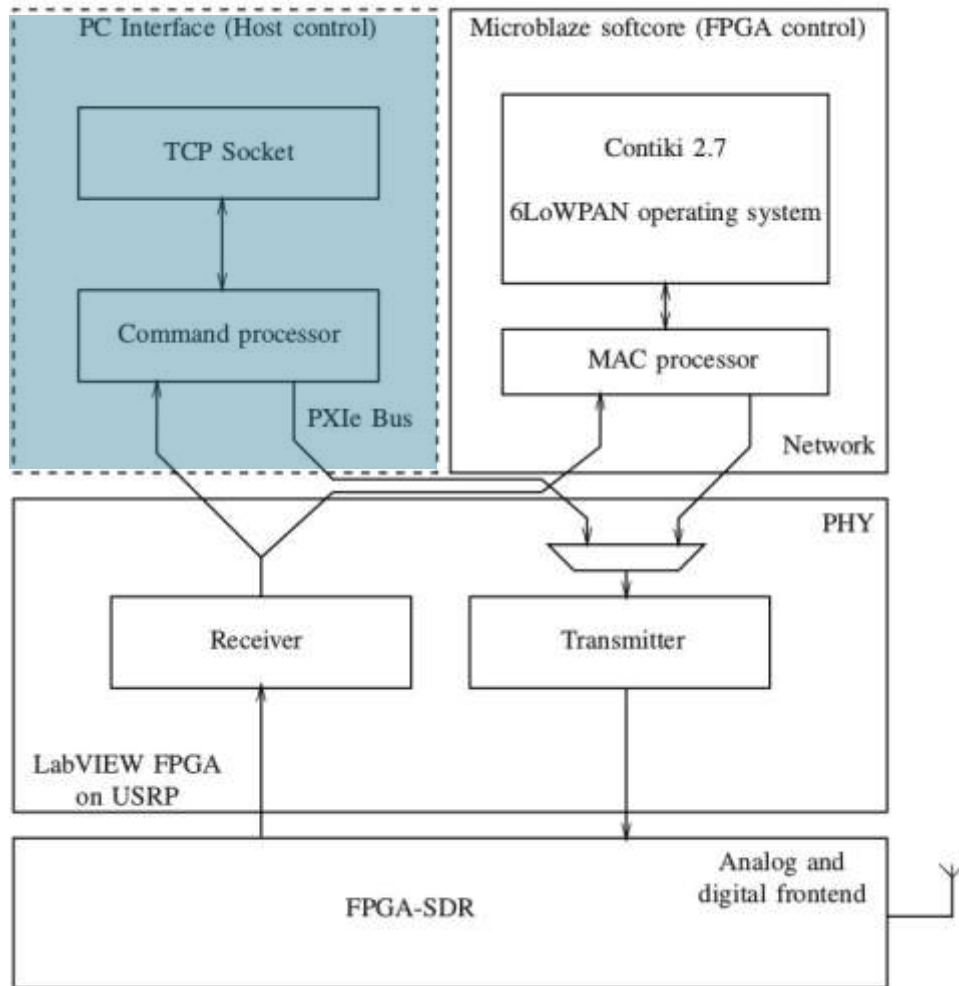 PC Interface (Host control)
TCP Socket
Command processor
PXIe Bus
Microblaze softcore (FPGA control)
Contiki 2.7
6LoWPAN operating system
MAC processor
Network
PHY
Receiver
Transmitter
LabVIEW FPGA
on USRP
Analog and
digital frontend
FPGA-SDR